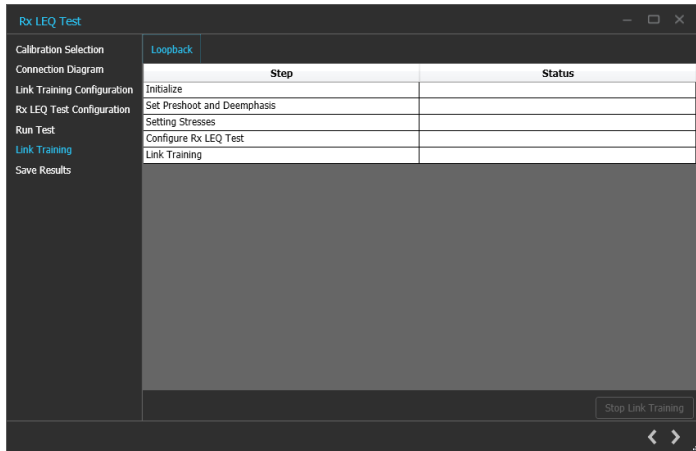 Rx LEQ Test
Calibration Selection
Connection Diagram
Link Training Configuration
Rx LEQ Test Configuration
Run Test
Link Training
Save Results
Loopback
Step Status
Initialize
Set Preshoot and Deemphasis
Setting Stresses
Configure Rx LEQ Test
Link Training
Stop Link Training